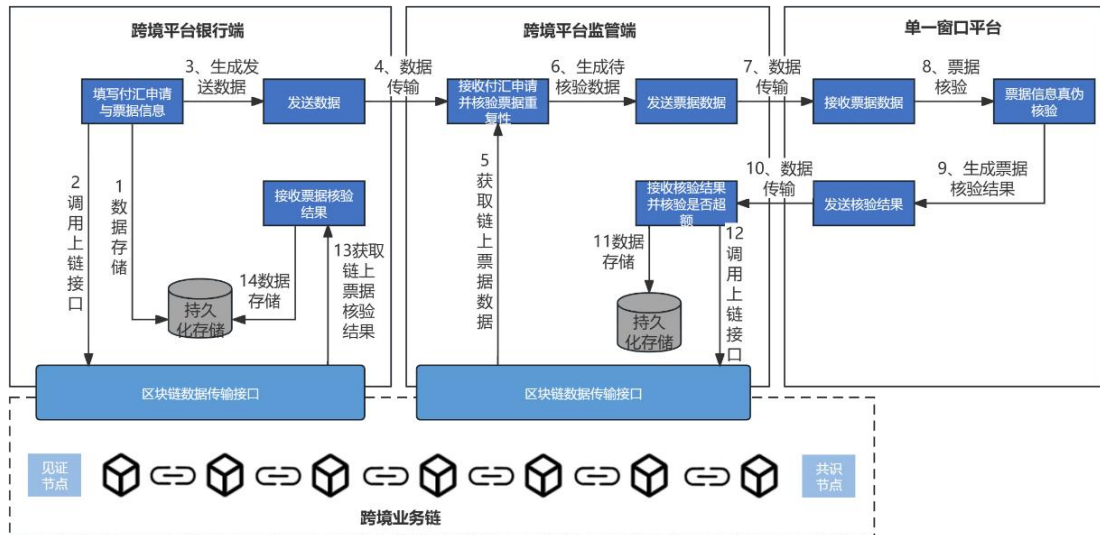 跨境平台银行端
跨境平台监管端
单一窗口平台
3、生成发
送数据
4、数据
传输
6、生成待
核验数据
7、数据
传输
8、票据
核验
填写付汇申请
与票据信息
发送数据
接收付汇申请
并核验票据重
复性
发送票据数据
接收票据数据
票据信息真伪
核验
2
调
用
上
链
接
口
1
数
据
存
储
接收票据核验
结果
5
获
取
链
上
票
据
数
据
接收核验结果
并核验是否超
额
10、数据
传输
发送核验结果
9、生成票据
核验结果
14数据
存储
13获取
链上
票据
核验
结果
11数据
存储
12
调
用
上
链
接
口
持久
化存储
持久
化存储
区块链数据传输接口
区块链数据传输接口
见证
节点
共识
节点
跨境业务链